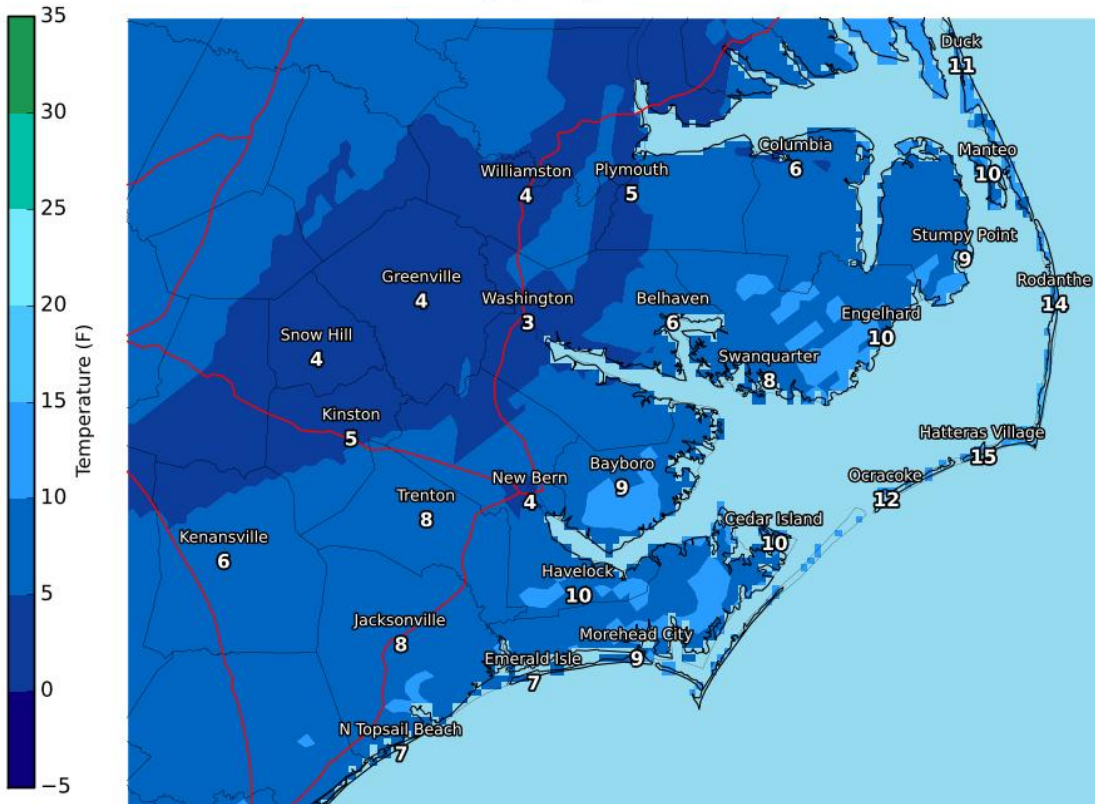 35
30
25
20
15
10
5
0
−5
Temperature (F)
Duck
11
Columbia
6
Manteo
10
Williamston
4
Plymouth
5
Stumpy Point
9
Greenville
4
Washington
3
Belhaven
6
Rodanthe
14
Engelhard
10
Snow Hill
4
Swanquarter
8
Kinston
5
Hatteras Village
15
Bayboro
9
Ocracoke
12
New Bern
4
Trenton
8
Cedar Island
10
Kenansville
6
Havelock
10
Jacksonville
8
Morehead City
9
Emerald Isle
7
N Topsail Beach
7